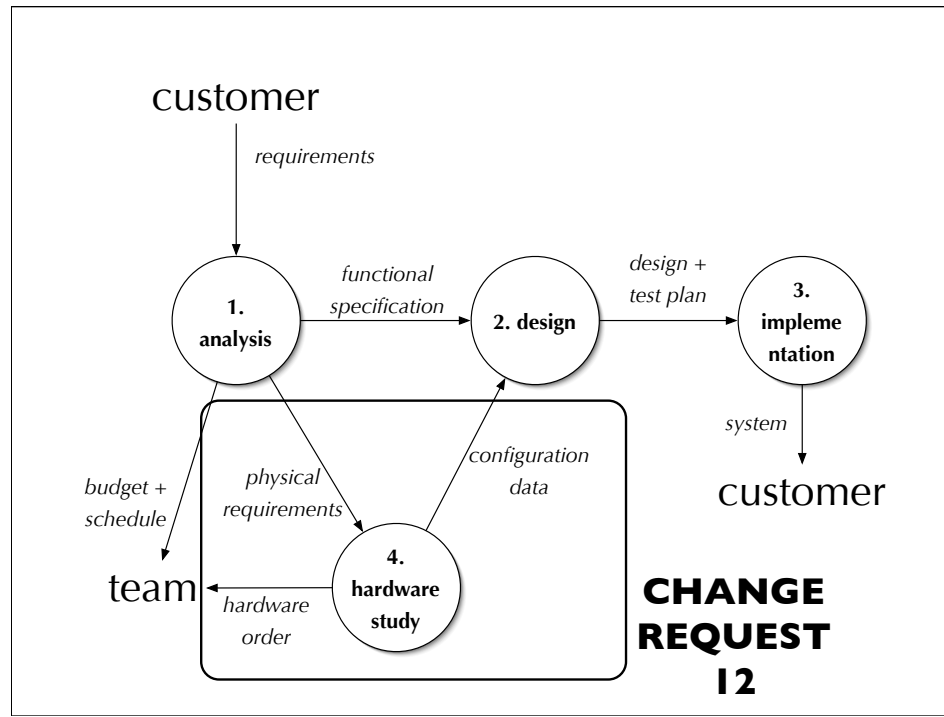 customer
requirements
functional
specification
design +
test plan
1.
analysis
2. design
3.
impleme
ntation
system
customer
configuration
data
physical
requirements
budget +
schedule
team
hardware
order
4.
hardware
study
CHANGE
REQUEST
12